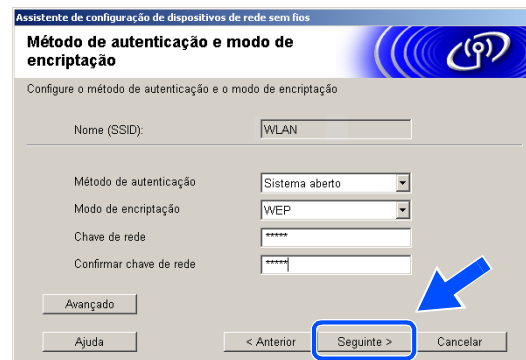 Assistente de configuração de dispositivos de rede sem fios
Método de autenticação e modo de
encriptação
Configure o método de autenticação e o modo de encriptação
Nome (SSID): WLAN
Método de autenticação Sistema aberto
Modo de encriptação WEP
Chave de rede *****
Confirmar chave de rede *****
Avançado
Ajuda < Anterior Seguinte > Cancelar